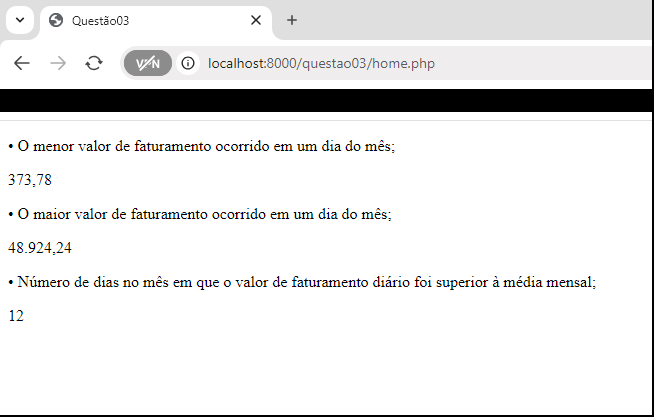 Questão03
VPN
localhost:8000/questao03/home.php
• O menor valor de faturamento ocorrido em um dia do mês;
373,78
• O maior valor de faturamento ocorrido em um dia do mês;
48.924,24
• Número de dias no mês em que o valor de faturamento diário foi superior à média mensal;
12